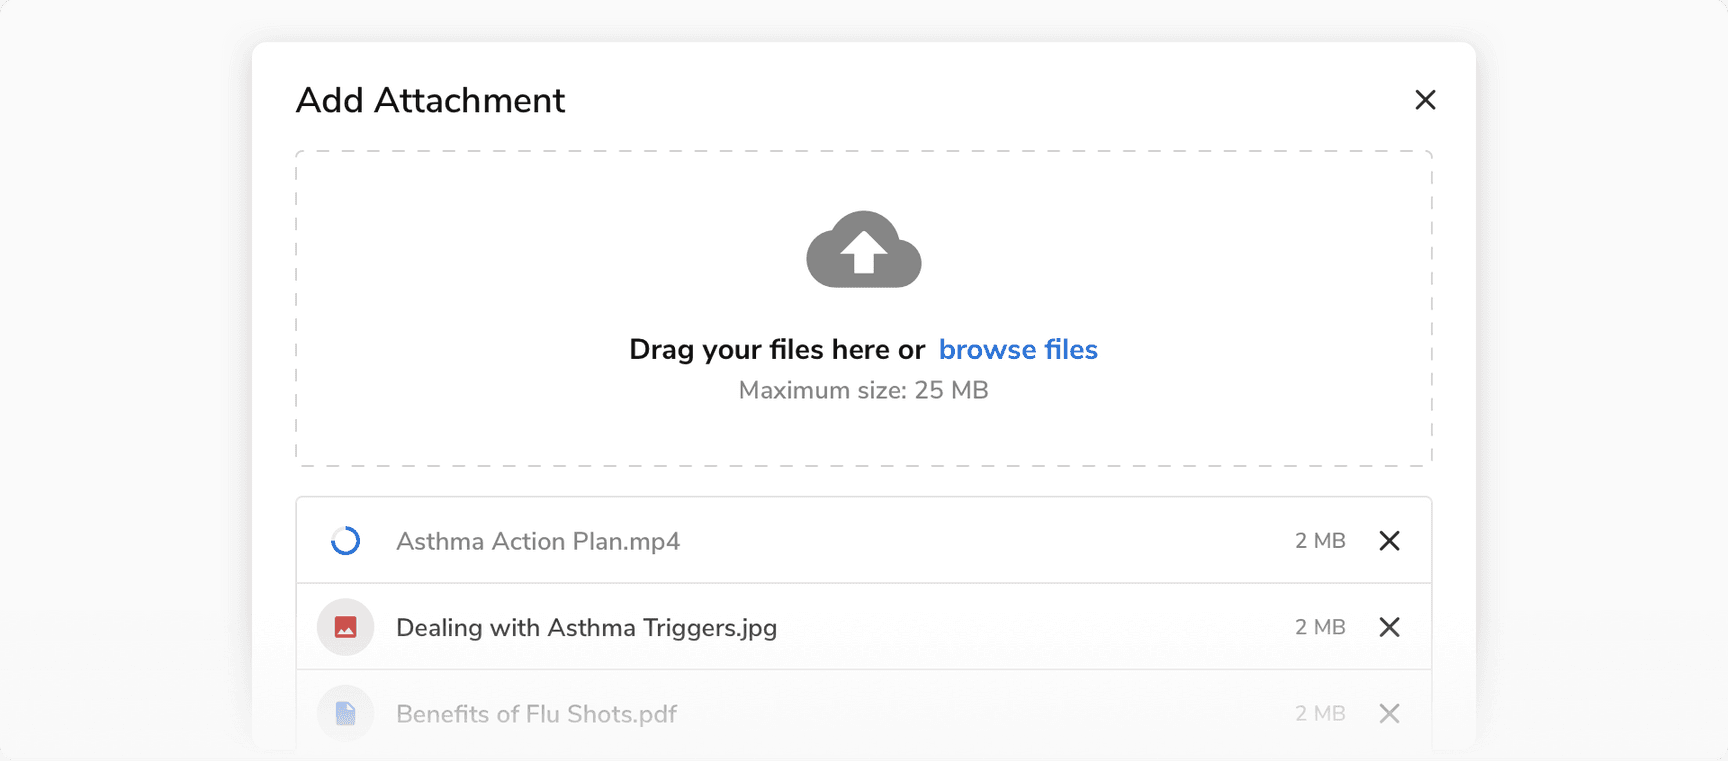 Add Attachment
Drag your files here or browse files
Maximum size: 25 MB
Asthma Action Plan.mp4 2 MB
Dealing with Asthma Triggers.jpg 2 MB
Benefits of Flu Shots.pdf 2 MB